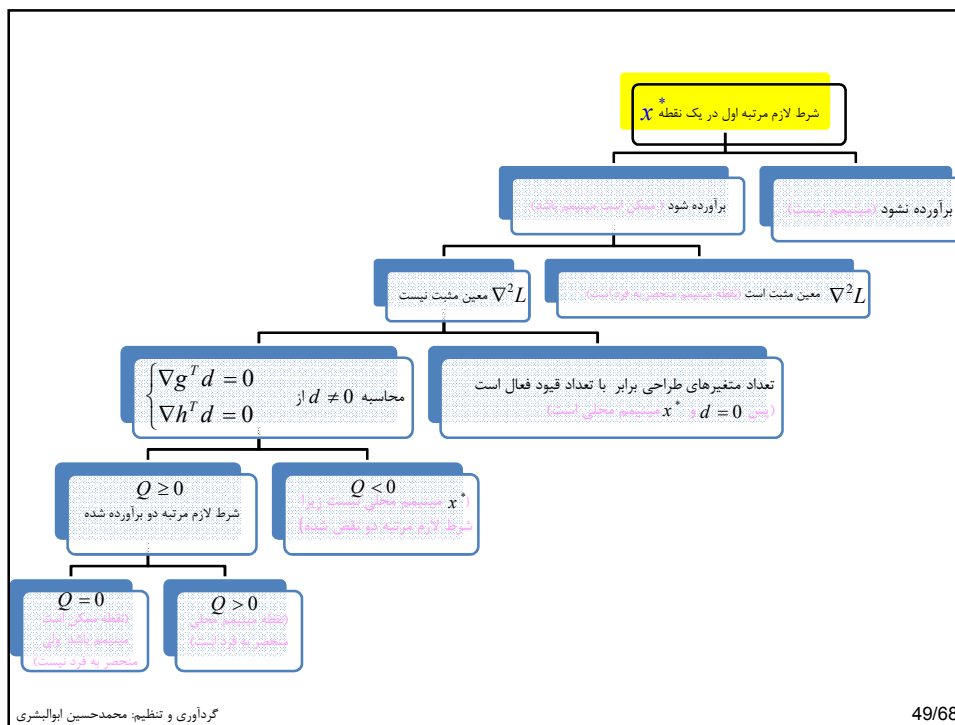 شرط لازم مرتبه اول در یک نقطه x*
برآورده نشود (مینیمم نیست)
برآورده شود (ممکن است مینیمم باشد)
∇²L معین مثبت است (نقطه مینیمم منحصر به فرد است)
∇²L معین مثبت نیست
تعداد متغیرهای طراحی برابر با تعداد قیود فعال است
(پس d = 0 و x* مینیمم محلی است)
محاسبه d ≠ 0 از
∇gᵀd = 0
∇hᵀd = 0
Q < 0
(x* مینیمم محلی نیست زیرا
شرط لازم مرتبه دو نقض شده)
Q ≥ 0
شرط لازم مرتبه دو برآورده شده
Q > 0
(نقطه مینیمم محلی
منحصر به فرد است)
Q = 0
(نقطه ممکن است
مینیمم باشد ولی
منحصر به فرد نیست)
گردآوری و تنظیم: محمدحسین ابوالبشری
49/68